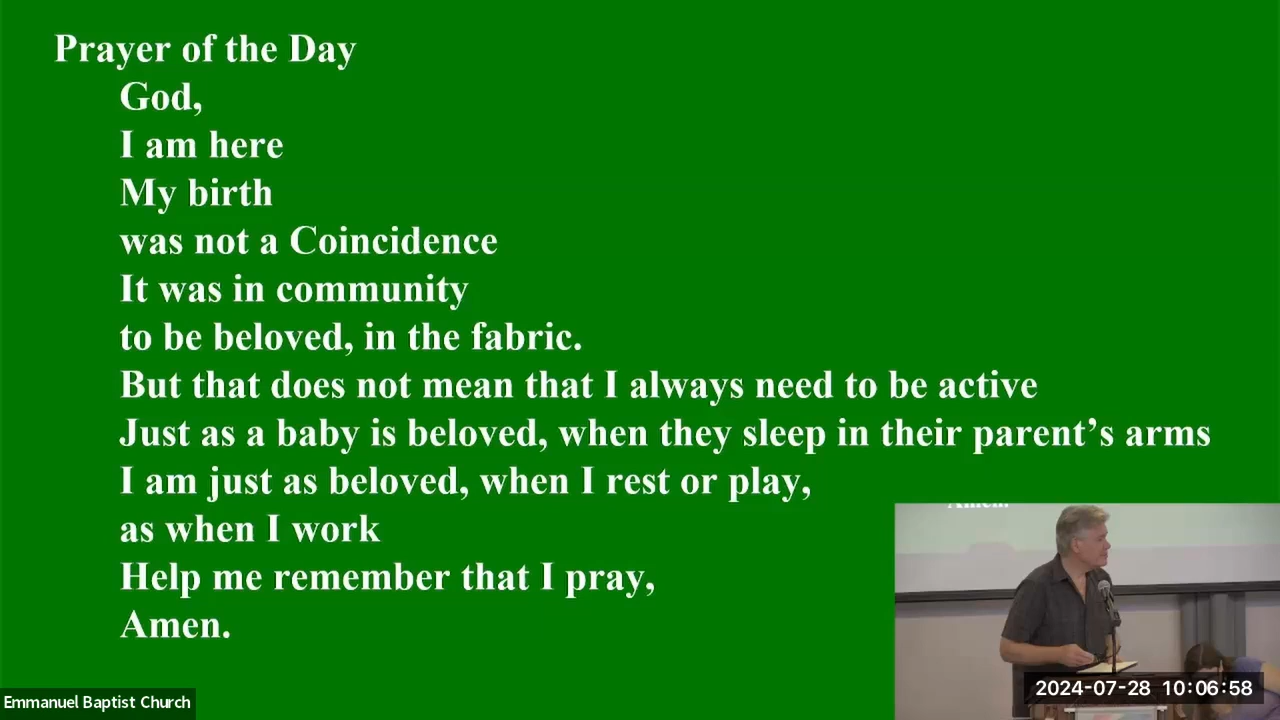 Prayer of the Day
God,
I am here
My birth
was not a Coincidence
It was in community
to be beloved, in the fabric.
But that does not mean that I always need to be active
Just as a baby is beloved, when they sleep in their parent’s arms
I am just as beloved, when I rest or play,
as when I work
Help me remember that I pray,
Amen.
Amen.
2024-07-28 10:06:58
Emmanuel Baptist Church